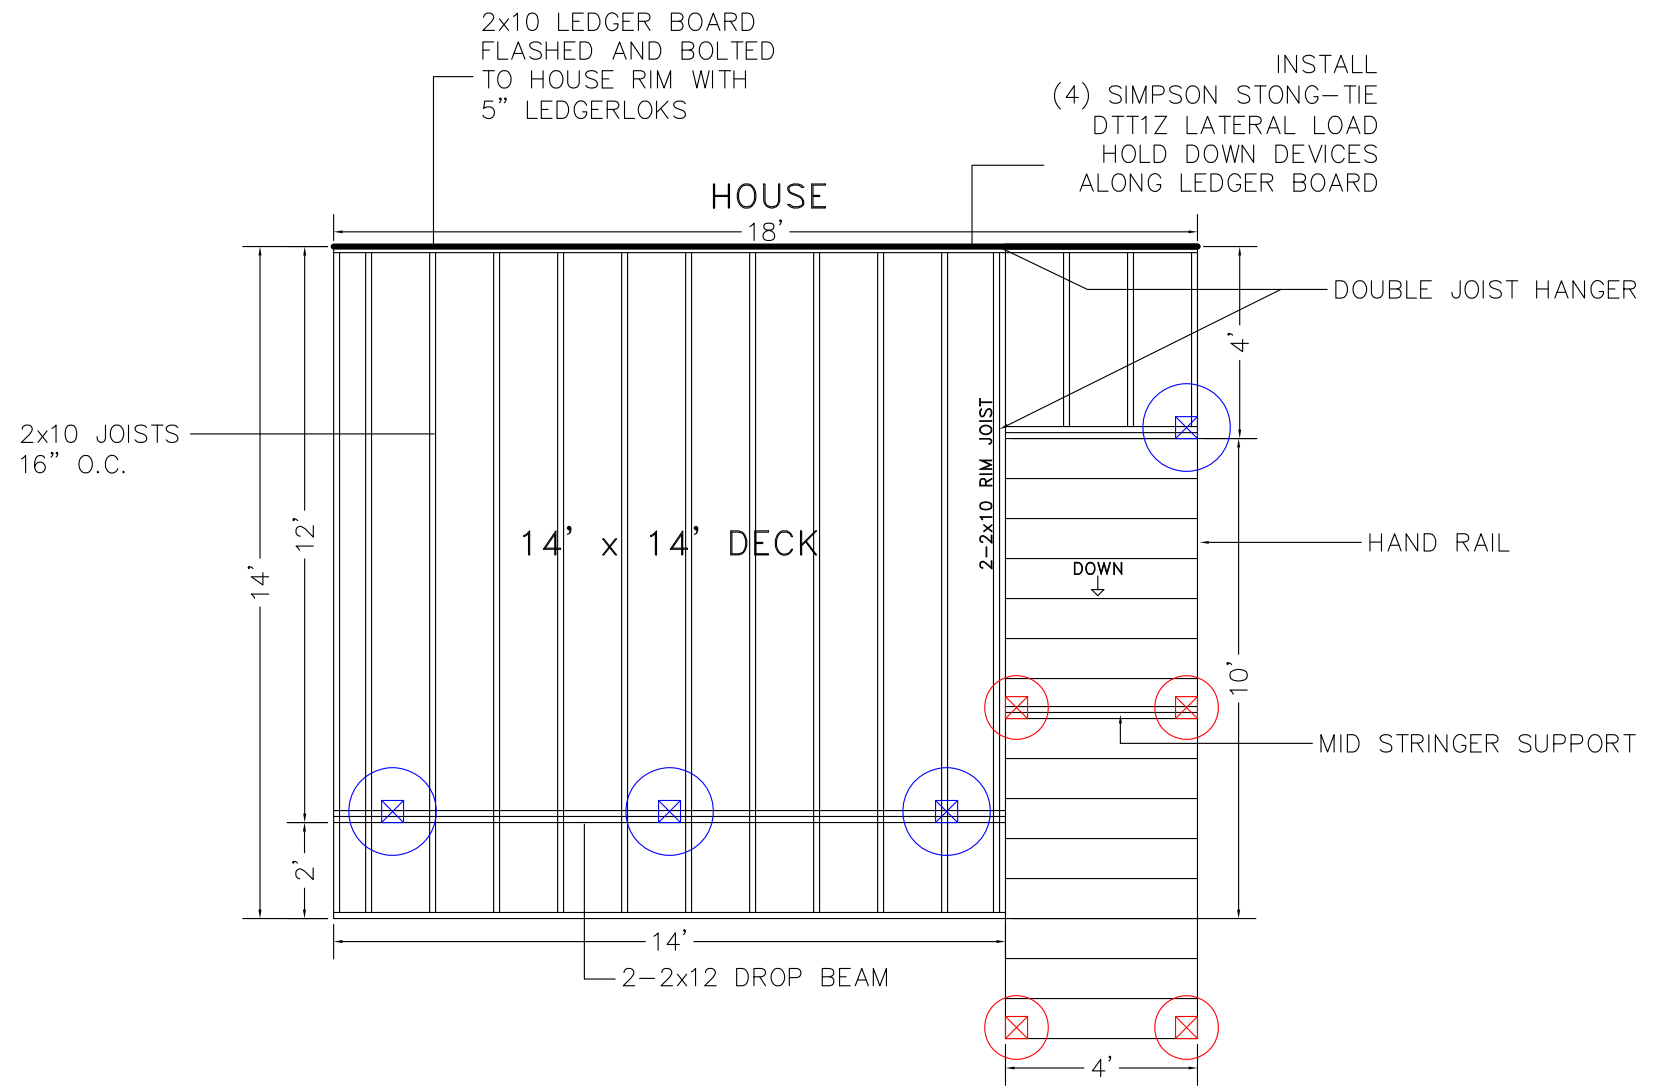 2x10 LEDGER BOARD
FLASHED AND BOLTED
TO HOUSE RIM WITH
5” LEDGERLOKS
INSTALL
(4) SIMPSON STONG-TIE
DTT1Z LATERAL LOAD
HOLD DOWN DEVICES
ALONG LEDGER BOARD
HOUSE
18'
DOUBLE JOIST HANGER
4'
2x10 JOISTS
16” O.C.
2-2x10 RIM JOIST
12'
14'
14' x 14' DECK
HAND RAIL
DOWN
10'
MID STRINGER SUPPORT
2'
14'
2-2x12 DROP BEAM
4'